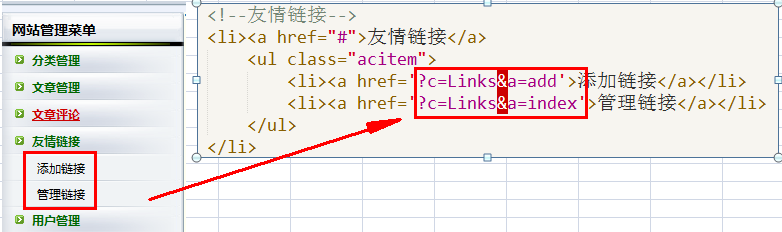 网站管理菜单
分类管理
文章管理
文章评论
友情链接
添加链接
管理链接
用户管理
<!--友情链接-->
<li><a href="#">友情链接</a>
<ul class="acitem">
<li><a href='?c=Links&a=add'>添加链接</a></li>
<li><a href='?c=Links&a=index'>管理链接</a></li>
</ul>
</li>